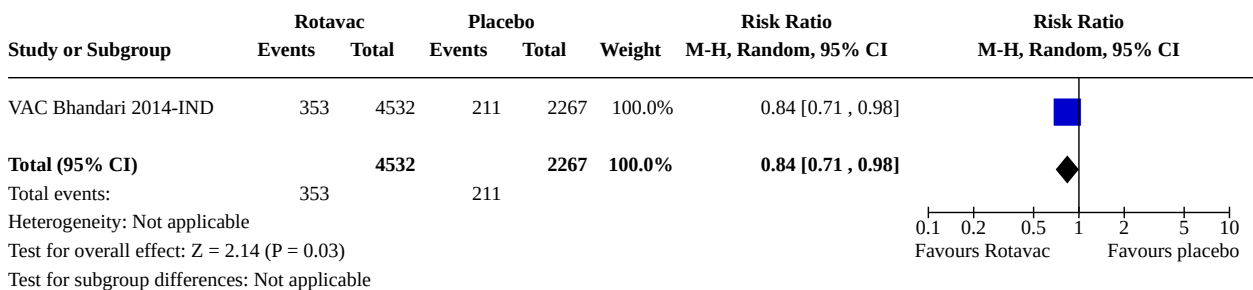 Rotavac Placebo Risk Ratio Risk Ratio
Study or Subgroup Events Total Events Total Weight M-H, Random, 95% CI M-H, Random, 95% CI
VAC Bhandari 2014-IND 353 4532 211 2267 100.0% 0.84 [0.71 , 0.98]
Total (95% CI) 4532 2267 100.0% 0.84 [0.71 , 0.98]
Total events: 353 211
Heterogeneity: Not applicable
0.1 0.2 0.5 1 2 5 10
Test for overall effect: Z = 2.14 (P = 0.03)
Favours Rotavac Favours placebo
Test for subgroup differences: Not applicable